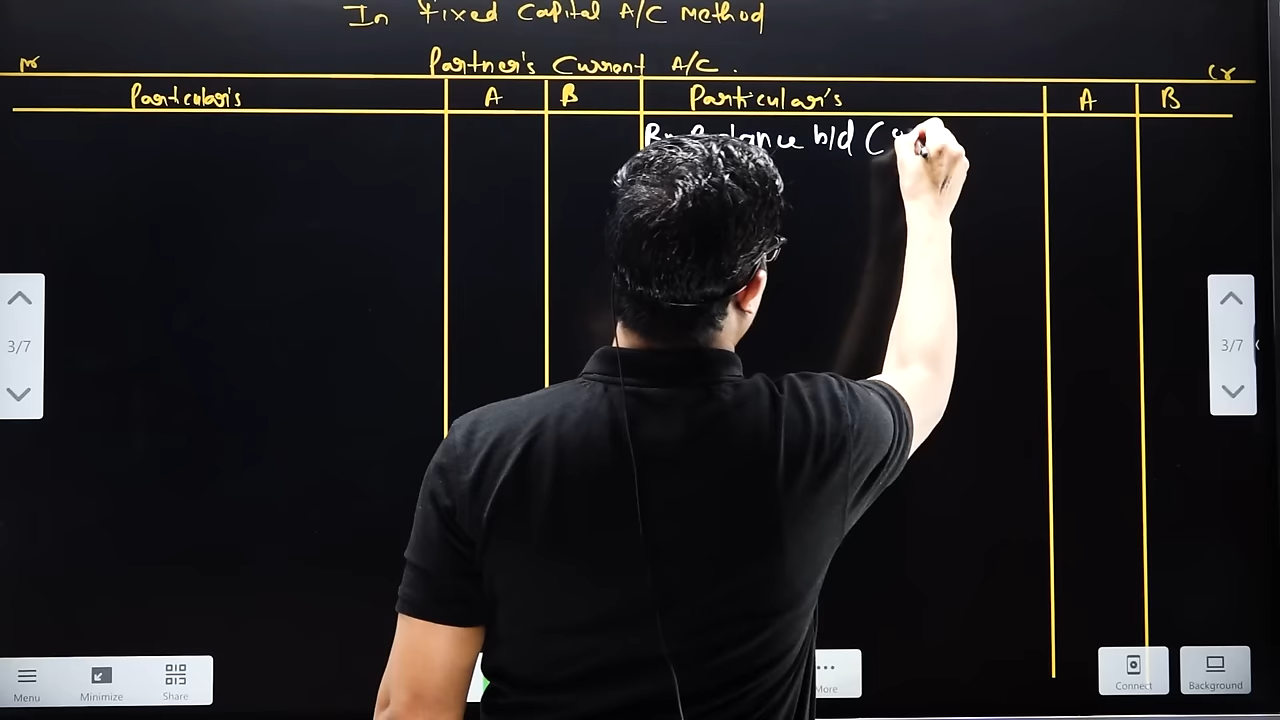 In Fixed Capital A/C Method
Partner's Current A/C.
Cr
Particular's A B Particular's A B
By Balance b/d (
3/7
3/7
Menu
Minimize
Share
More
Connect
Background